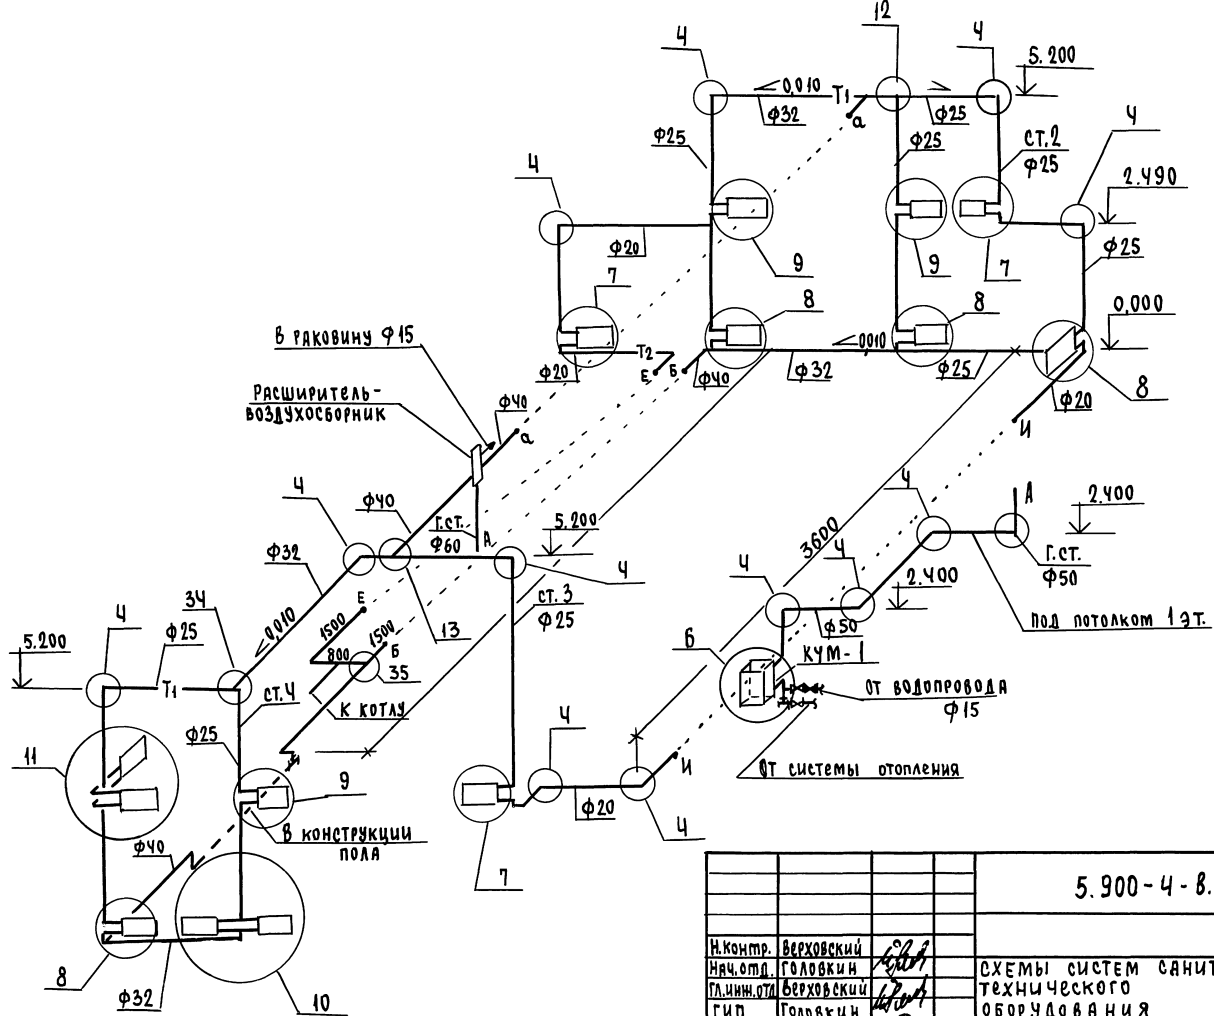 12
4
4
5.200
0,010
Т1
ф32
а
ф25
ф25
ф25
СТ.2
ф25
4
4
2.490
ф20
9
9
7
ф25
7
8
8
0,000
В РАКОВИНУ ф15
0,010
ф20
Т2
Е
Б
ф40
ф32
ф25
ф20
8
РАСШИРИТЕЛЬ-
ВОЗДУХОСБОРНИК
ф40
а
И
4
ф40
Г.СТ.
ф60
А
5.200
4
А
2.400
ф32
3600
4
Г.СТ.
ф50
4
4
СТ.3
ф25
2.400
34
0,010
Е
1500
1500
Б
800
13
35
ф50
ПОД ПОТОЛКОМ 1 ЭТ.
4
ф25
5.200
Т1
СТ.4
К КОТЛУ
6
КУМ-1
ОТ ВОДОПРОВОДА
ф15
ф25
4
11
9
И
ОТ СИСТЕМЫ ОТОПЛЕНИЯ
ф20
4
В КОНСТРУКЦИИ
ПОЛА
ф40
7
8
ф32
10
5.900-4-В.
Н.КОНТР. ВЕРХОВСКИЙ
НАЧ.ОТД. ГОЛОВКИН
ГЛ.ИНЖ.ОТД ВЕРХОВСКИЙ
ГИП ГОЛОВКИН
СХЕМЫ СИСТЕМ САНИТ
ТЕХНИЧЕСКОГО
ОБОРУДОВАНИЯ